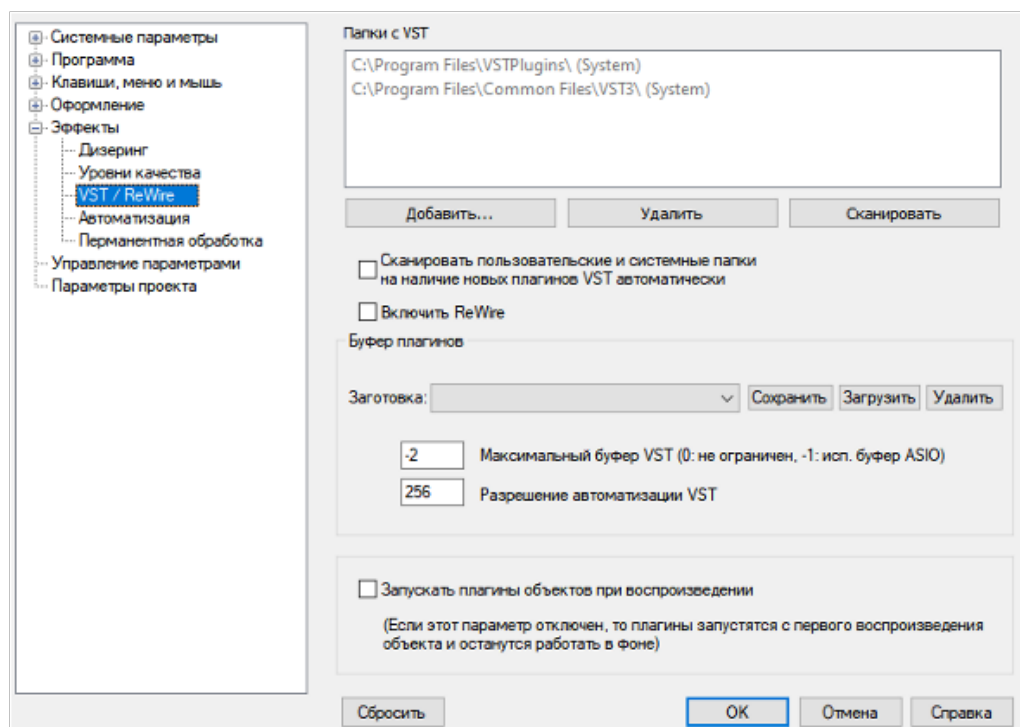 Системные параметры
Программа
Клавиши, меню и мышь
Оформление
Эффекты
Дизеринг
Уровни качества
VST / ReWire
Автоматизация
Перманентная обработка
Управление параметрами
Параметры проекта
Папки с VST
C:\Program Files\VSTPlugins\ (System)
C:\Program Files\Common Files\VST3\ (System)
Добавить... Удалить Сканировать
Сканировать пользовательские и системные папки
на наличие новых плагинов VST автоматически
Включить ReWire
Буфер плагинов
Заготовка: Сохранить Загрузить Удалить
-2 Максимальный буфер VST (0: не ограничен, -1: исп. буфер ASIO)
256 Разрешение автоматизации VST
Запускать плагины объектов при воспроизведении
(Если этот параметр отключен, то плагины запустятся с первого воспроизведения
объекта и останутся работать в фоне)
Сбросить OK Отмена Справка